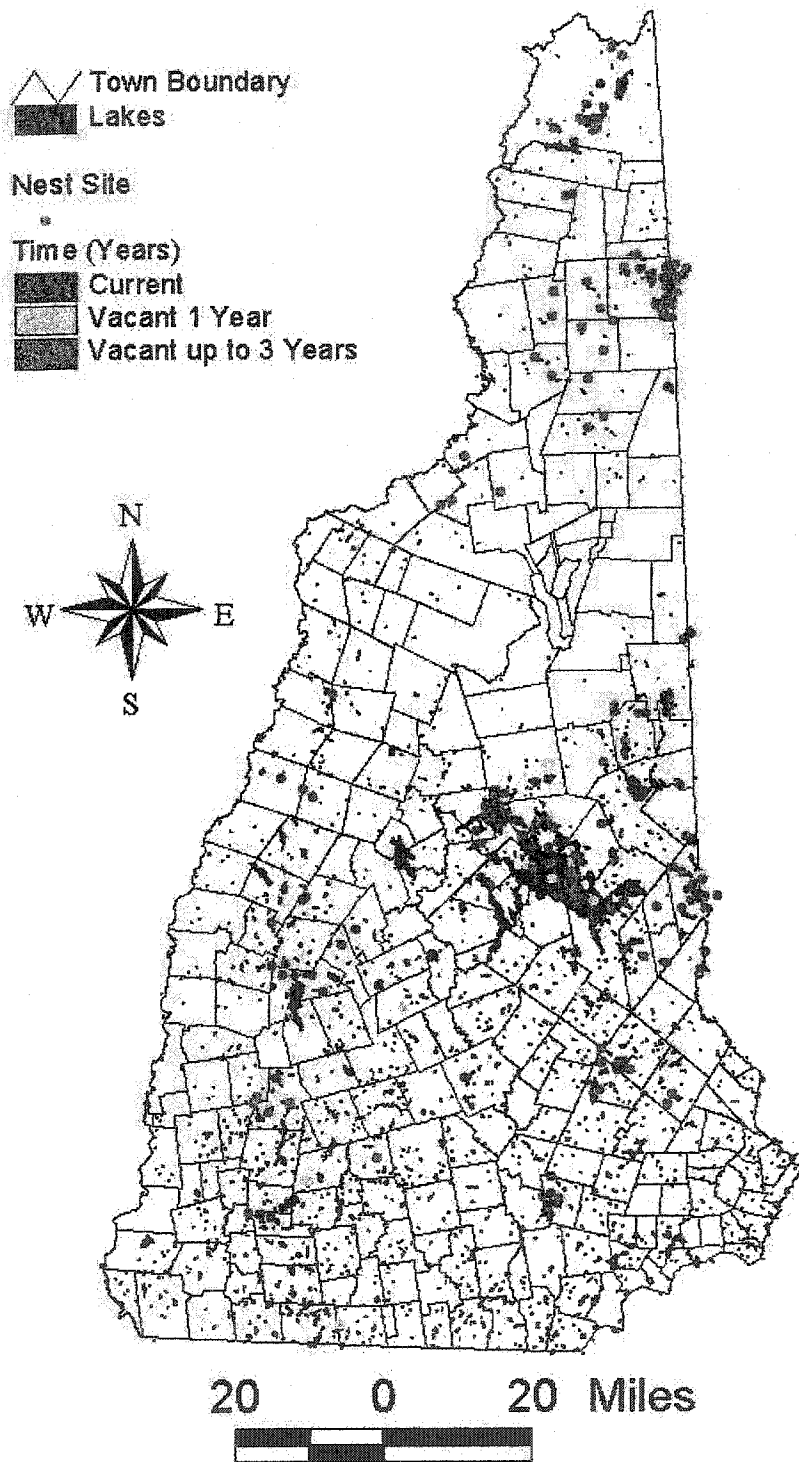 Town Boundary
Lakes
Nest Site
Time (Years)
Current
Vacant 1 Year
Vacant up to 3 Years
N
W E
S
20 0 20 Miles